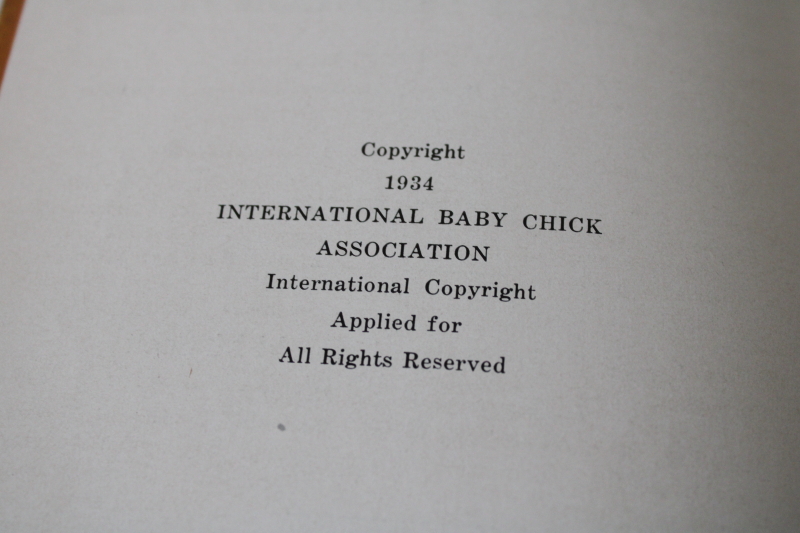 Copyright
1934
INTERNATIONAL BABY CHICK
ASSOCIATION
International Copyright
Applied for
All Rights Reserved